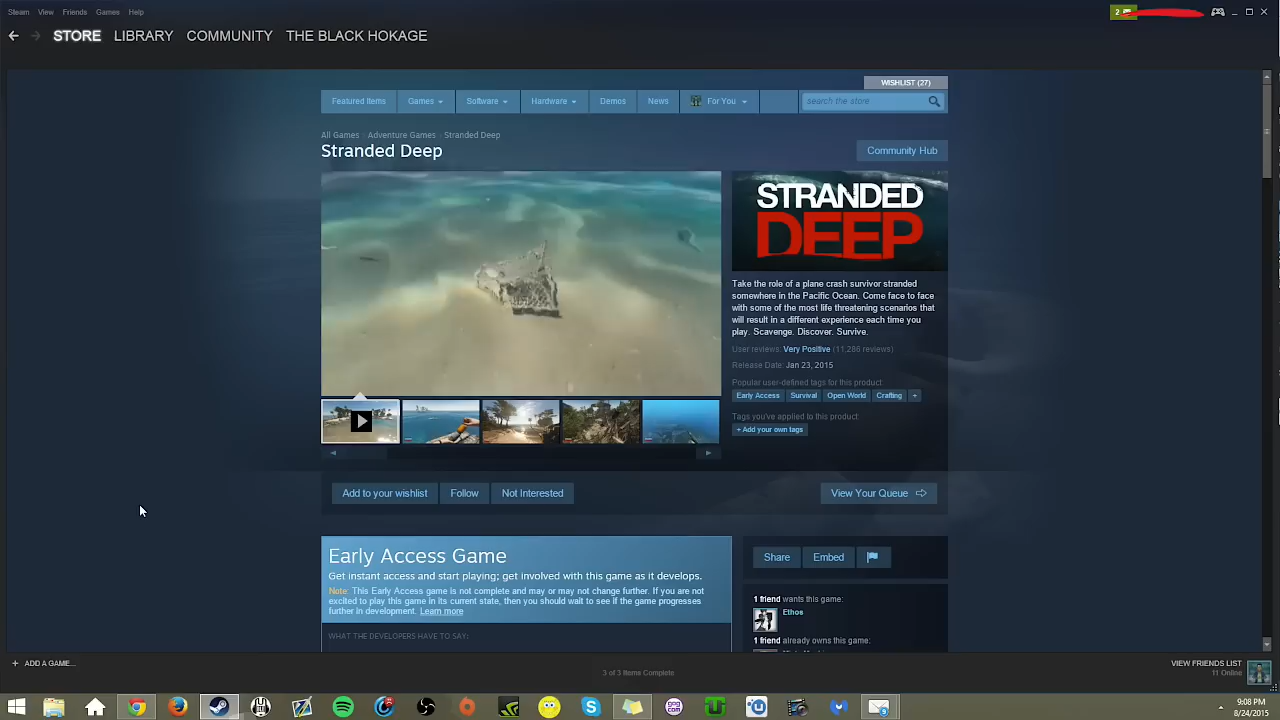 Steam View Friends Games Help
2
STORE LIBRARY COMMUNITY THE BLACK HOKAGE
WISHLIST (27)
Featured Items Games Software Hardware Demos News For You search the store
All Games Adventure Games Stranded Deep
Stranded Deep
Community Hub
STRANDED
DEEP
Take the role of a plane crash survivor stranded
somewhere in the Pacific Ocean. Come face to face
with some of the most life threatening scenarios that
will result in a different experience each time you
play. Scavenge. Discover. Survive.
User reviews: Very Positive (11,286 reviews)
Release Date: Jan 23, 2015
Popular user-defined tags for this product:
Early Access Survival Open World Crafting +
Tags you've applied to this product:
+ Add your own tags
Add to your wishlist Follow Not Interested View Your Queue
Early Access Game
Get instant access and start playing; get involved with this game as it develops.
Note: This Early Access game is not complete and may or may not change further. If you are not
excited to play this game in its current state, then you should wait to see if the game progresses
further in development. Learn more
WHAT THE DEVELOPERS HAVE TO SAY:
Share Embed
1 friend wants this game:
Ethos
1 friend already owns this game:
+ ADD A GAME...
3 of 3 Items Complete
VIEW FRIENDS LIST
11 Online
9:08 PM
8/24/2015